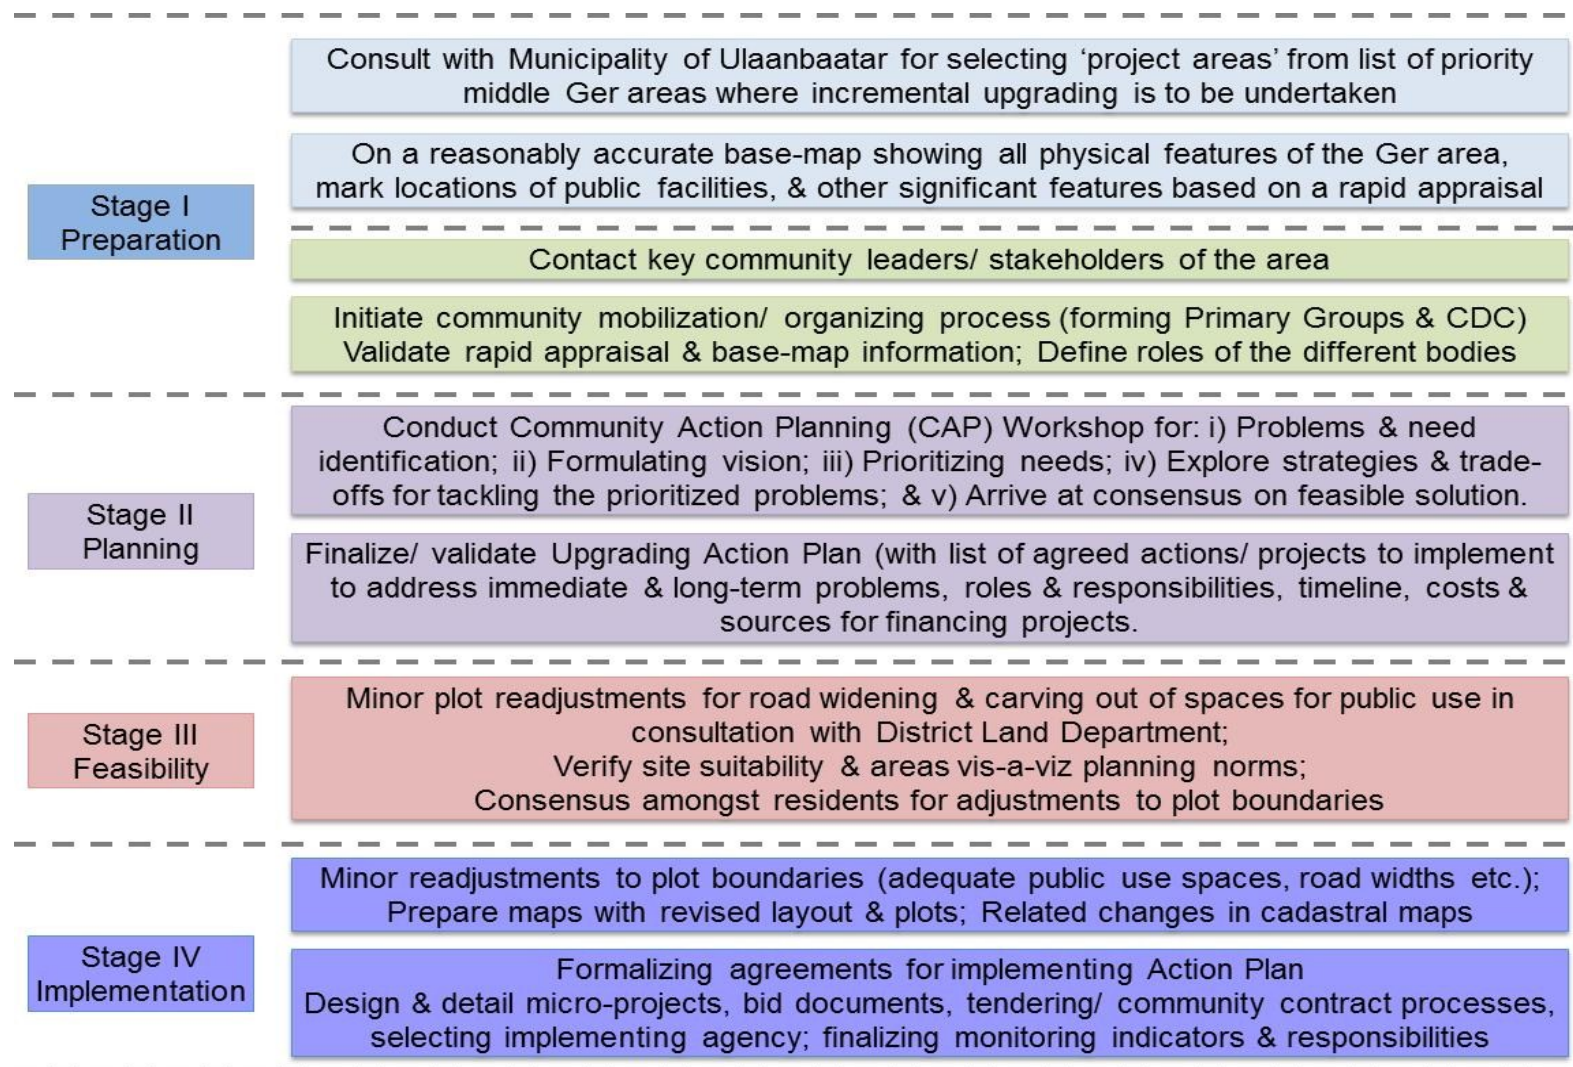 Consult with Municipality of Ulaanbaatar for selecting ‘project areas’ from list of priority
middle Ger areas where incremental upgrading is to be undertaken
On a reasonably accurate base-map showing all physical features of the Ger area,
mark locations of public facilities, & other significant features based on a rapid appraisal
Stage I
Preparation
Contact key community leaders/ stakeholders of the area
Initiate community mobilization/ organizing process (forming Primary Groups & CDC)
Validate rapid appraisal & base-map information; Define roles of the different bodies
Conduct Community Action Planning (CAP) Workshop for: i) Problems & need
identification; ii) Formulating vision; iii) Prioritizing needs; iv) Explore strategies & trade-
offs for tackling the prioritized problems; & v) Arrive at consensus on feasible solution.
Stage II
Planning
Finalize/ validate Upgrading Action Plan (with list of agreed actions/ projects to implement
to address immediate & long-term problems, roles & responsibilities, timeline, costs &
sources for financing projects.
Stage III
Feasibility
Minor plot readjustments for road widening & carving out of spaces for public use in
consultation with District Land Department;
Verify site suitability & areas vis-a-viz planning norms;
Consensus amongst residents for adjustments to plot boundaries
Minor readjustments to plot boundaries (adequate public use spaces, road widths etc.);
Prepare maps with revised layout & plots; Related changes in cadastral maps
Stage IV
Implementation
Formalizing agreements for implementing Action Plan
Design & detail micro-projects, bid documents, tendering/ community contract processes,
selecting implementing agency; finalizing monitoring indicators & responsibilities